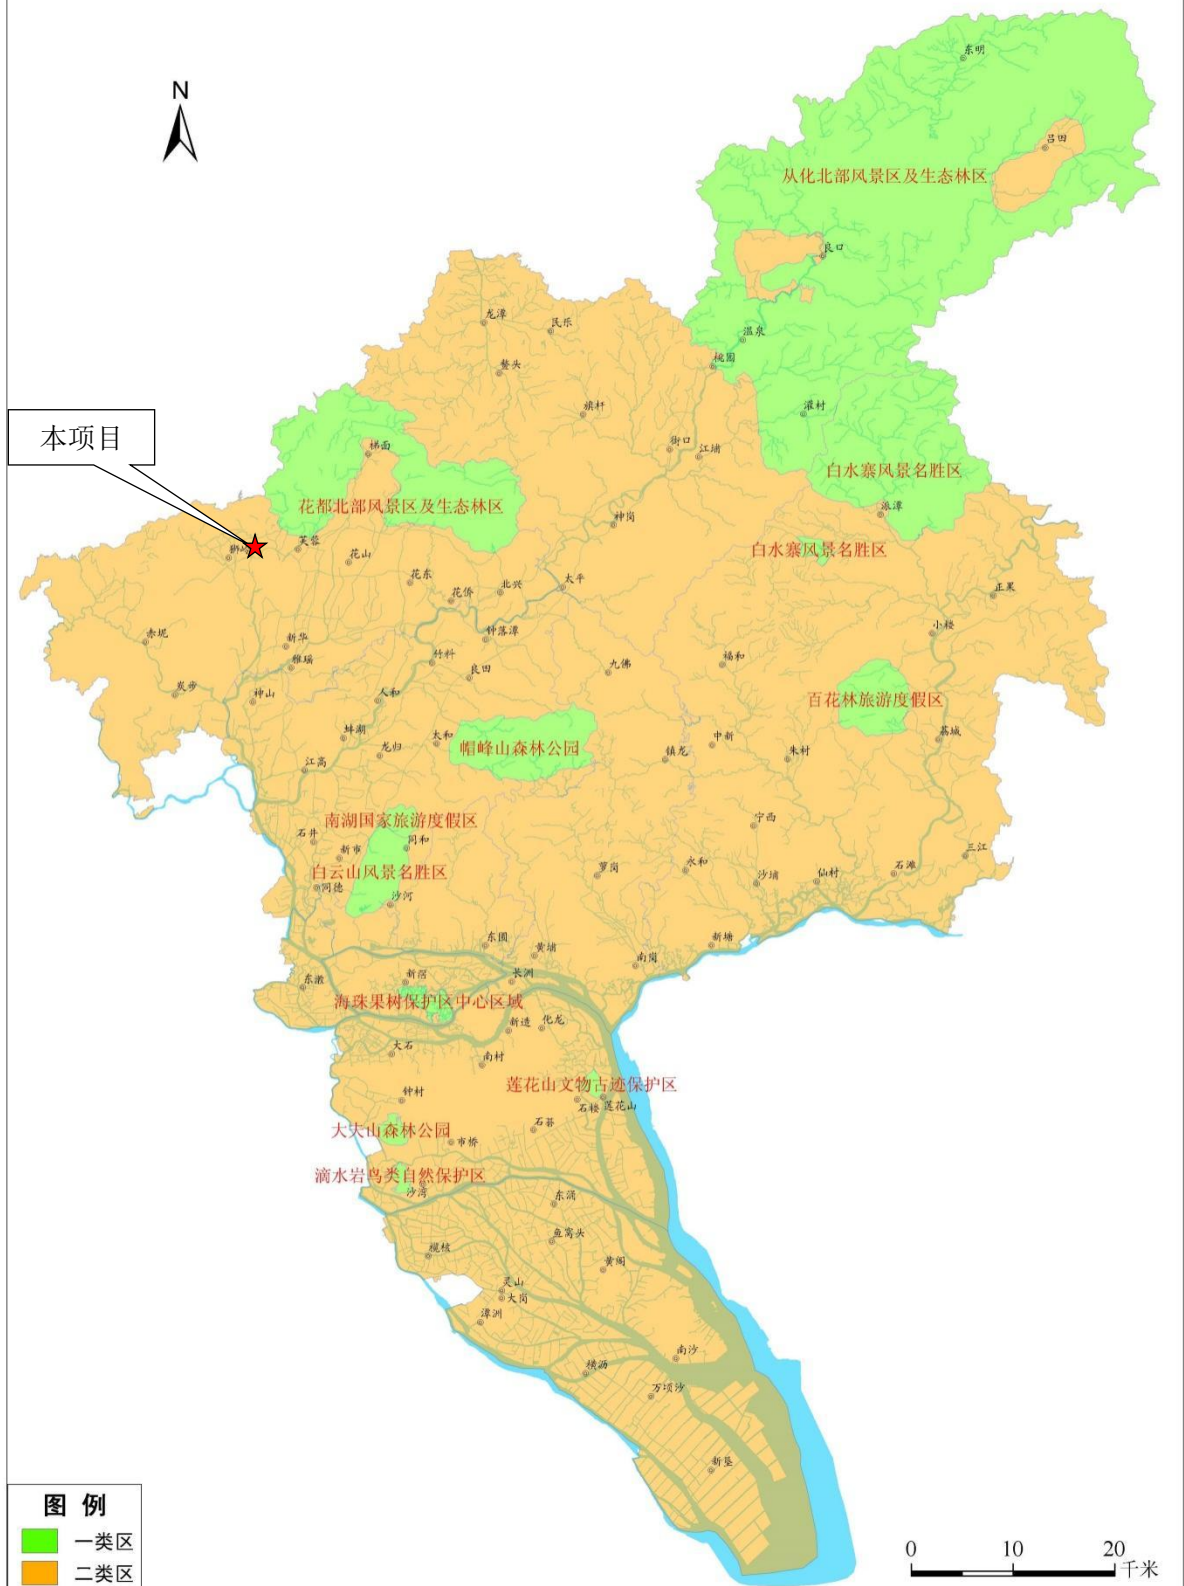 N
东明
吕田
从化北部风景区及生态林区
良口
龙潭
民乐
温泉
鳌头
桃园
旗杆
灌村
本项目
梯面
街口
江埔
白水寨风景名胜区
花都北部风景区及生态林区
派潭
神岗
狮岭
芙蓉
花山
白水寨风景名胜区
花东
北兴
太平
花侨
正果
赤坭
新华
钟落潭
小楼
雅瑶
竹料
良田
九佛
福和
炭步
神山
人和
百花林旅游度假区
蚌湖
太和
龙归
帽峰山森林公园
镇龙
中新
朱村
荔城
江高
南湖国家旅游度假区
宁西
石井
同和
新市
三江
白云山风景名胜区
萝岗
永和
石滩
同德
沙埔
仙村
沙河
东圃
黄埔
新塘
南岗
东漖
新滘
长洲
海珠果树保护区中心区域
新造
化龙
大石
南村
莲花山文物古迹保护区
钟村
石楼
莲花山
大夫山森林公园
石碁
市桥
滴水岩鸟类自然保护区
沙湾
东涌
鱼窝头
榄核
黄阁
灵山
大岗
潭洲
南沙
横沥
万顷沙
新垦
图 例
一类区
二类区
0 10 20
千米